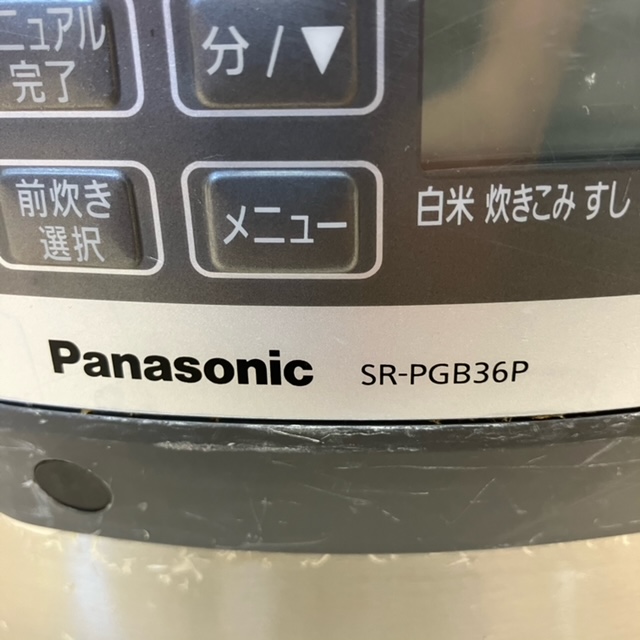 ニュアル
完了
分/▼
前炊き
選択
メニュー
白米 炊きこみ すし
Panasonic SR-PGB36P